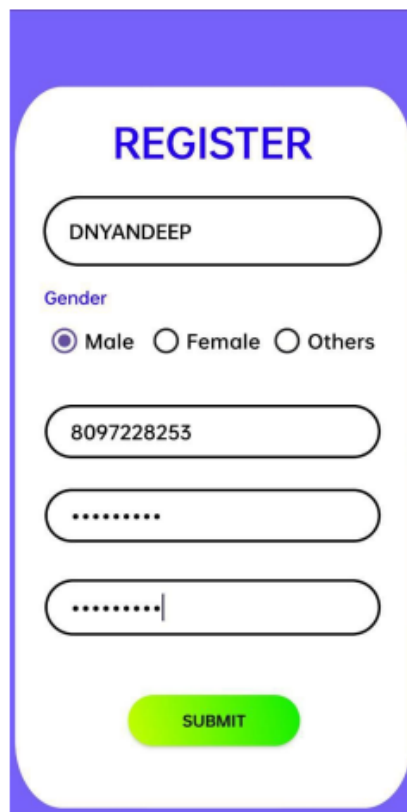 REGISTER
DNYANDEEP
Gender
Male Female Others
8097228253
•••••••••
•••••••••
SUBMIT